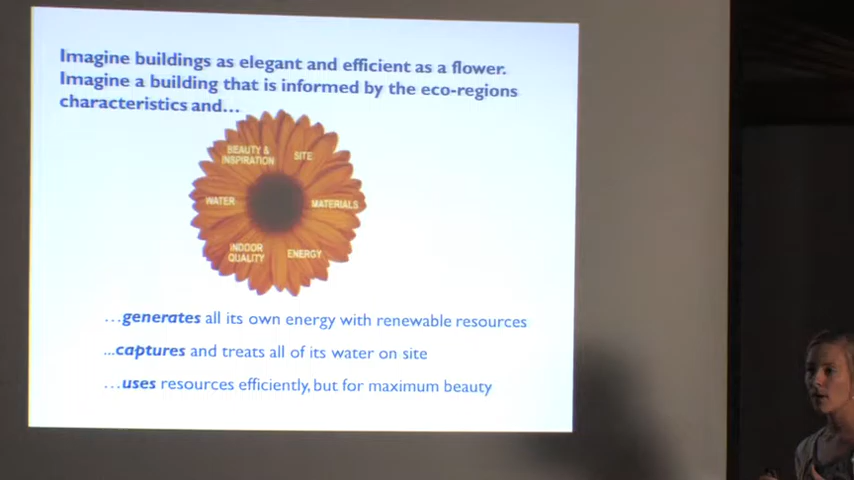 Imagine buildings as elegant and efficient as a flower.
Imagine a building that is informed by the eco-regions
characteristics and...
BEAUTY &
INSPIRATION
SITE
WATER
MATERIALS
INDOOR
QUALITY
ENERGY
...generates all its own energy with renewable resources
...captures and treats all of its water on site
...uses resources efficiently, but for maximum beauty